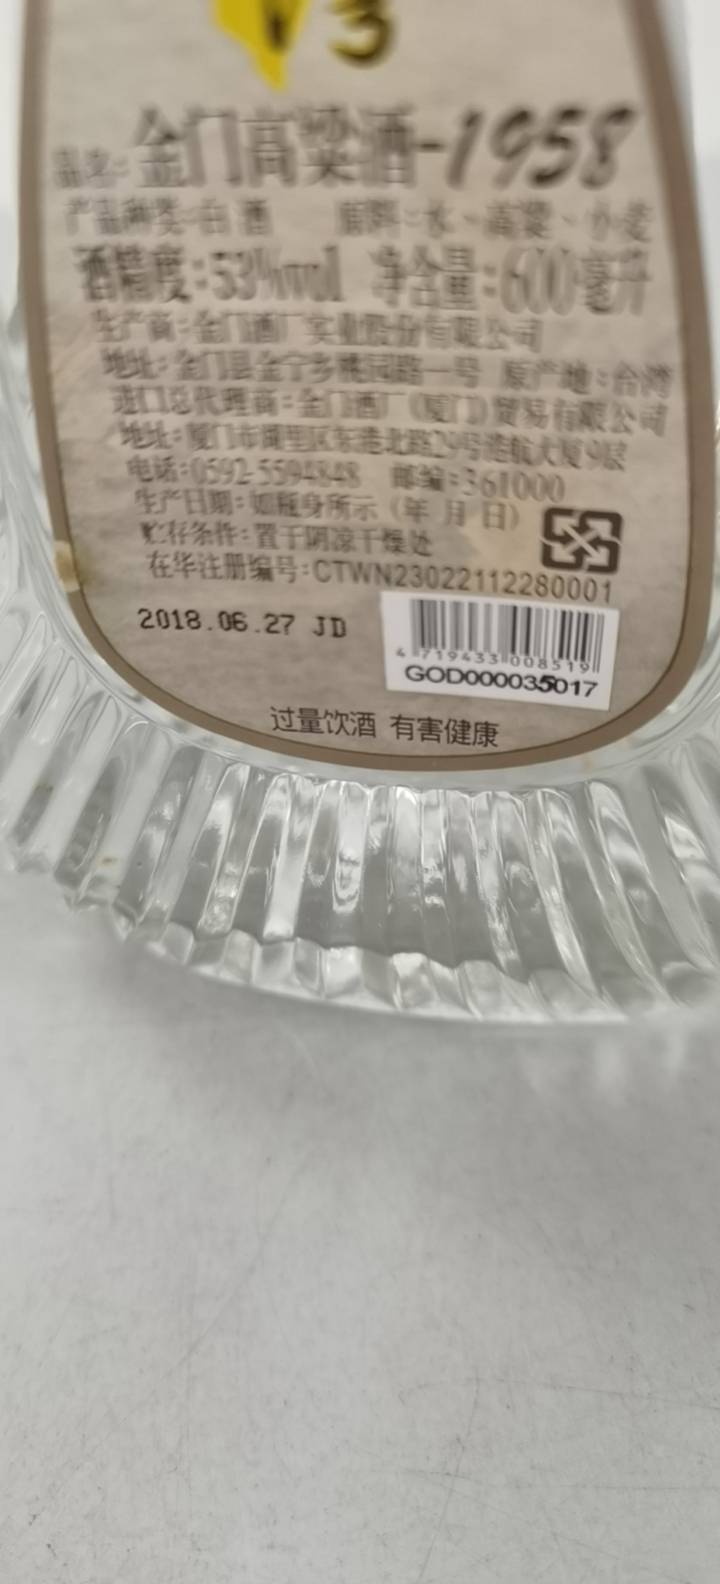 3
品名:金门高粱酒-1958
产品种类:白酒 原料:水、高粱、小麦
酒精度:53%vol 净含量:600毫升
生产商:金门酒厂实业股份有限公司
地址:金门县金宁乡桃园路一号 原产地:台湾
进口总代理商:金门酒厂(厦门)贸易有限公司
地址:厦门市湖里区东港北路29号港航大厦9层
电话:0592-5594848 邮编:361000
生产日期:如瓶身所示（年 月 日）
贮存条件:置于阴凉干燥处
在华注册编号:CTWN23022112280001
2018.06.27 JD
4 719433 008519
GOD000035017
过量饮酒 有害健康